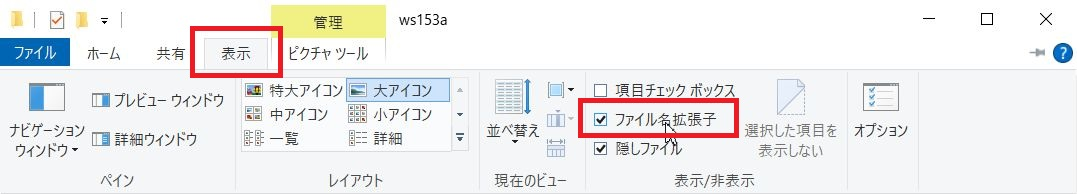 管理
ws153a
ファイル
ホーム
共有
表示
ピクチャ ツール
ナビゲーション
ウィンドウ
プレビュー ウィンドウ
詳細ウィンドウ
ペイン
特大アイコン
大アイコン
中アイコン
小アイコン
一覧
詳細
レイアウト
並べ替え
現在のビュー
項目チェック ボックス
ファイル名拡張子
隠しファイル
選択した項目を
表示しない
表示/非表示
オプション